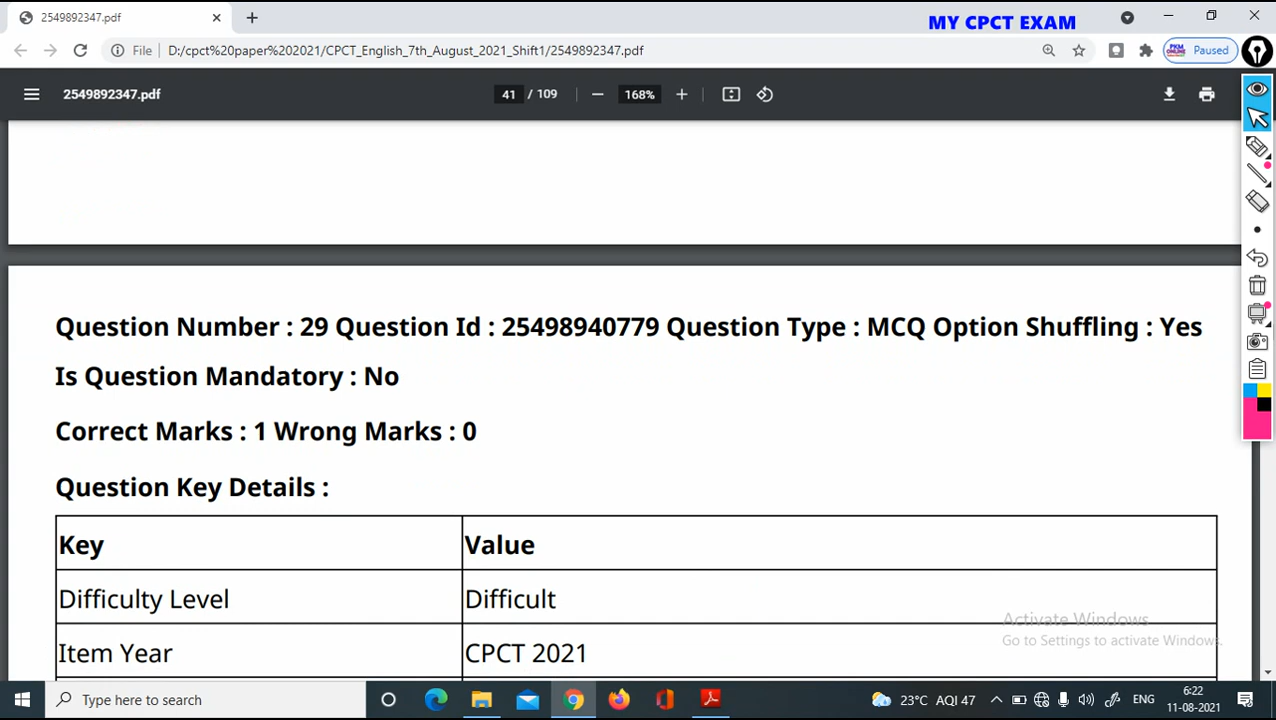 2549892347.pdf
MY CPCT EXAM
File D:/cpct%20paper%202021/CPCT_English_7th_August_2021_Shift1/2549892347.pdf
PKM ONLINE Paused
2549892347.pdf
41 / 109
168%
Question Number : 29 Question Id : 25498940779 Question Type : MCQ Option Shuffling : Yes
Is Question Mandatory : No
Correct Marks : 1 Wrong Marks : 0
Question Key Details :
Key Value
Difficulty Level Difficult
Item Year CPCT 2021
Activate Windows
Go to Settings to activate Windows.
Type here to search
23°C AQI 47
ENG
6:22
11-08-2021